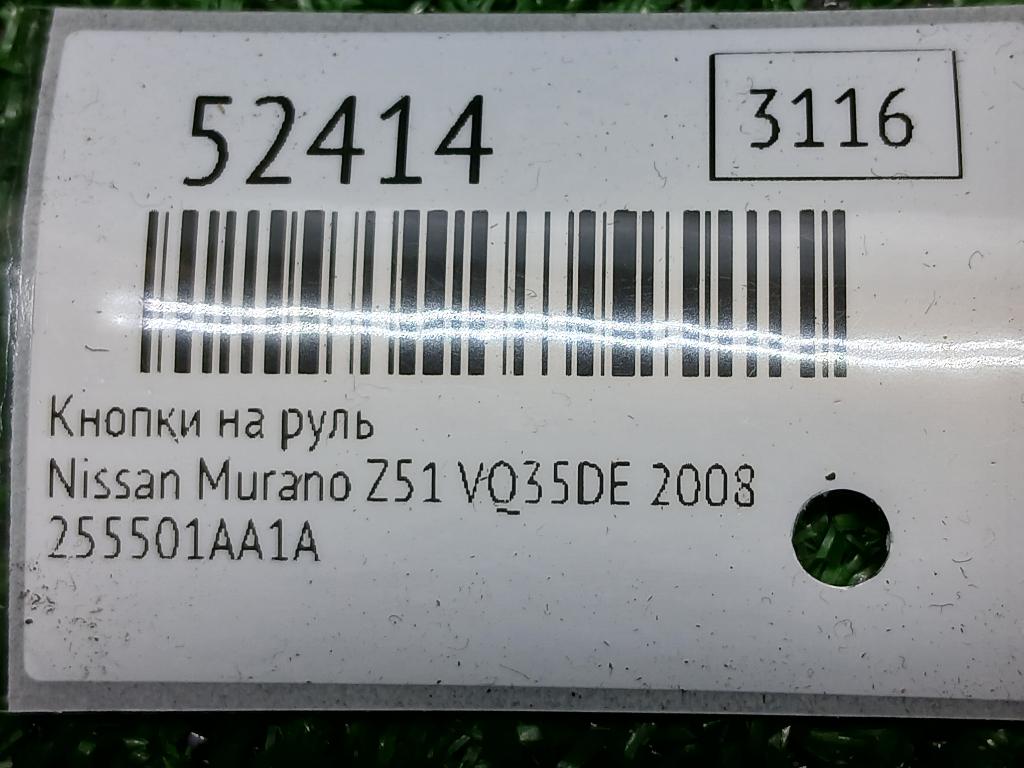 52414
3116
Кнопки на руль
Nissan Murano Z51 VQ35DE 2008
255501AA1A